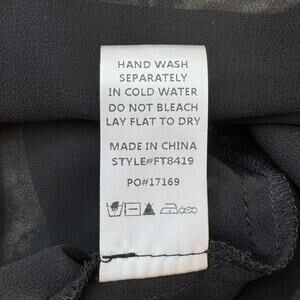 HAND WASH
SEPARATELY
IN COLD WATER
DO NOT BLEACH
LAY FLAT TO DRY
MADE IN CHINA
STYLE#FT8419
PO#17169